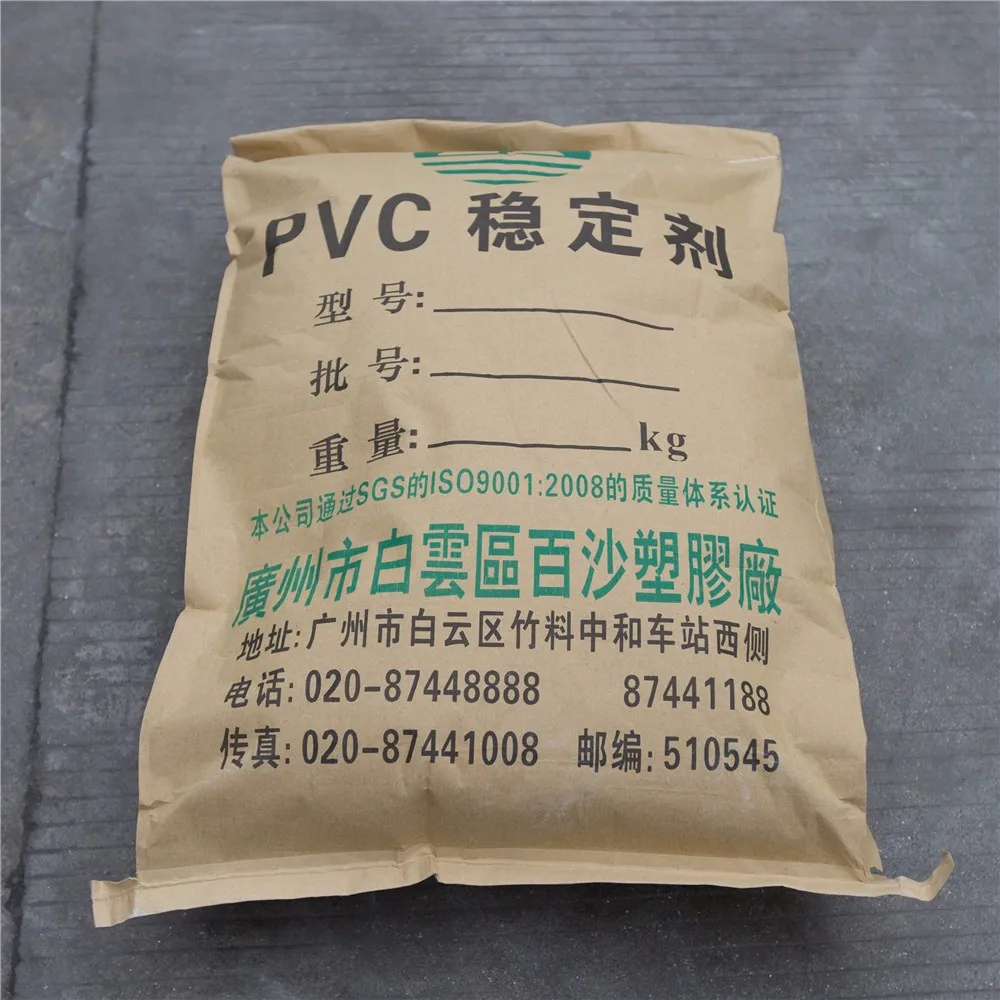 PVC 稳定剂
型号:
批号:
重量: kg
本公司通过SGS的ISO9001:2008的质量体系认证
廣州市白雲區百沙塑膠廠
地址:广州市白云区竹料中和车站西侧
电话:020-87448888 87441188
传真:020-87441008 邮编:510545